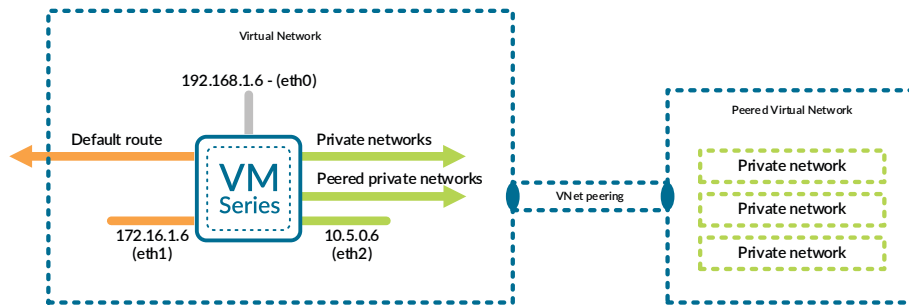 Virtual Network
192.168.1.6 - (eth0)
Default route
Private networks
VM
Series
Peered private networks
172.16.1.6
(eth1)
10.5.0.6
(eth2)
VNet peering
Peered Virtual Network
Private network
Private network
Private network